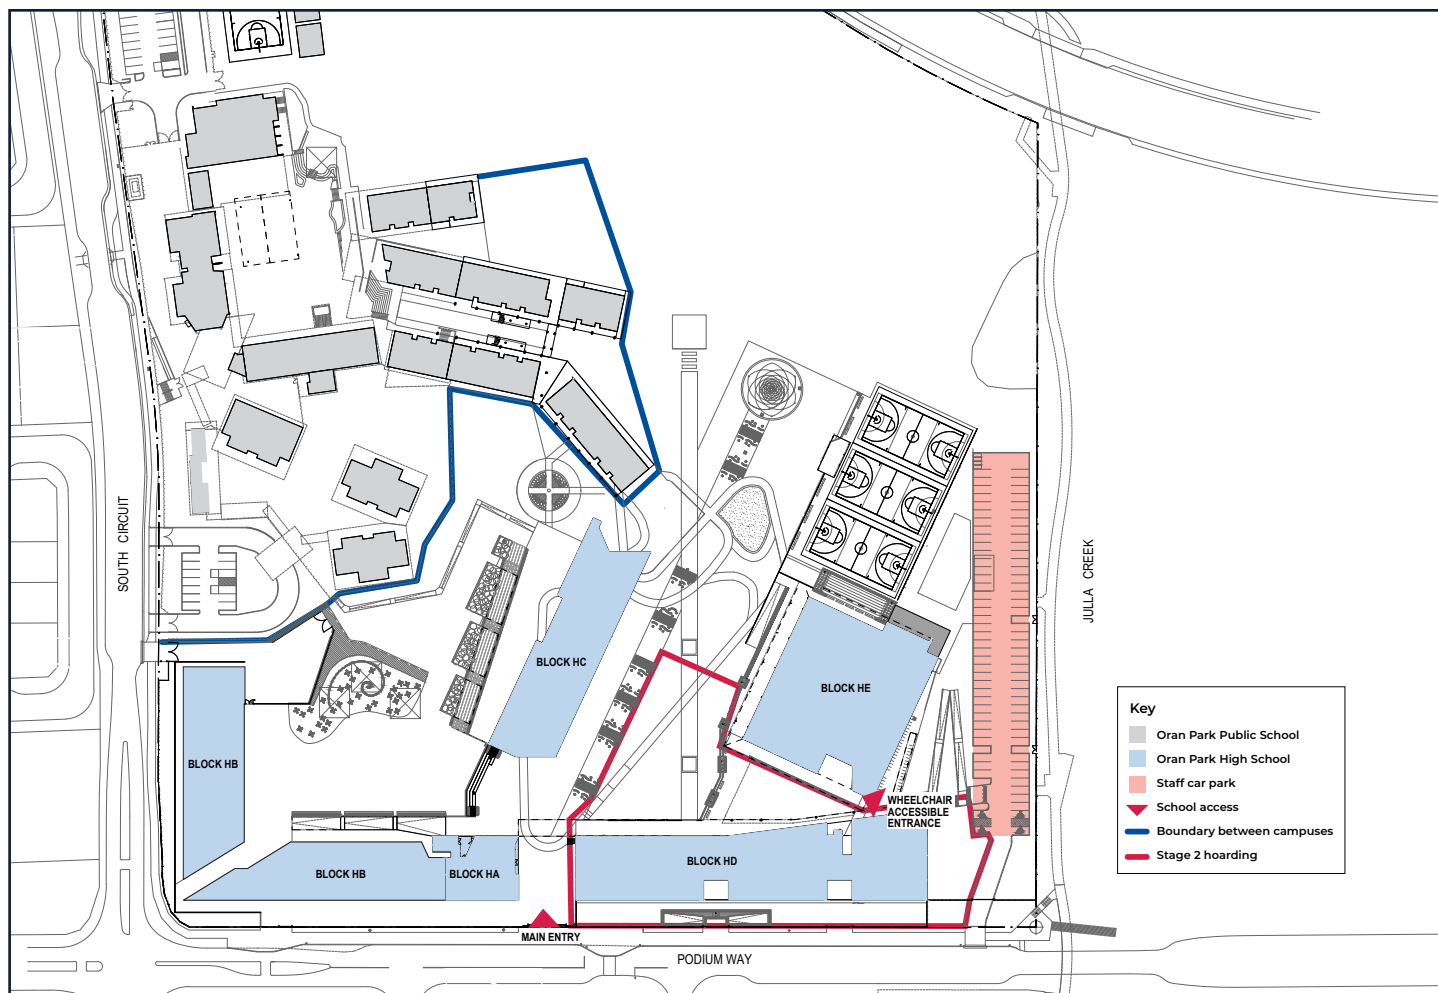 SOUTH CIRCUIT
JULLA CREEK
BLOCK HC
BLOCK HE
BLOCK HB
WHEELCHAIR
ACCESSIBLE
ENTRANCE
BLOCK HB
BLOCK HA
BLOCK HD
MAIN ENTRY
PODIUM WAY
Key
Oran Park Public School
Oran Park High School
Staff car park
School access
Boundary between campuses
Stage 2 hoarding